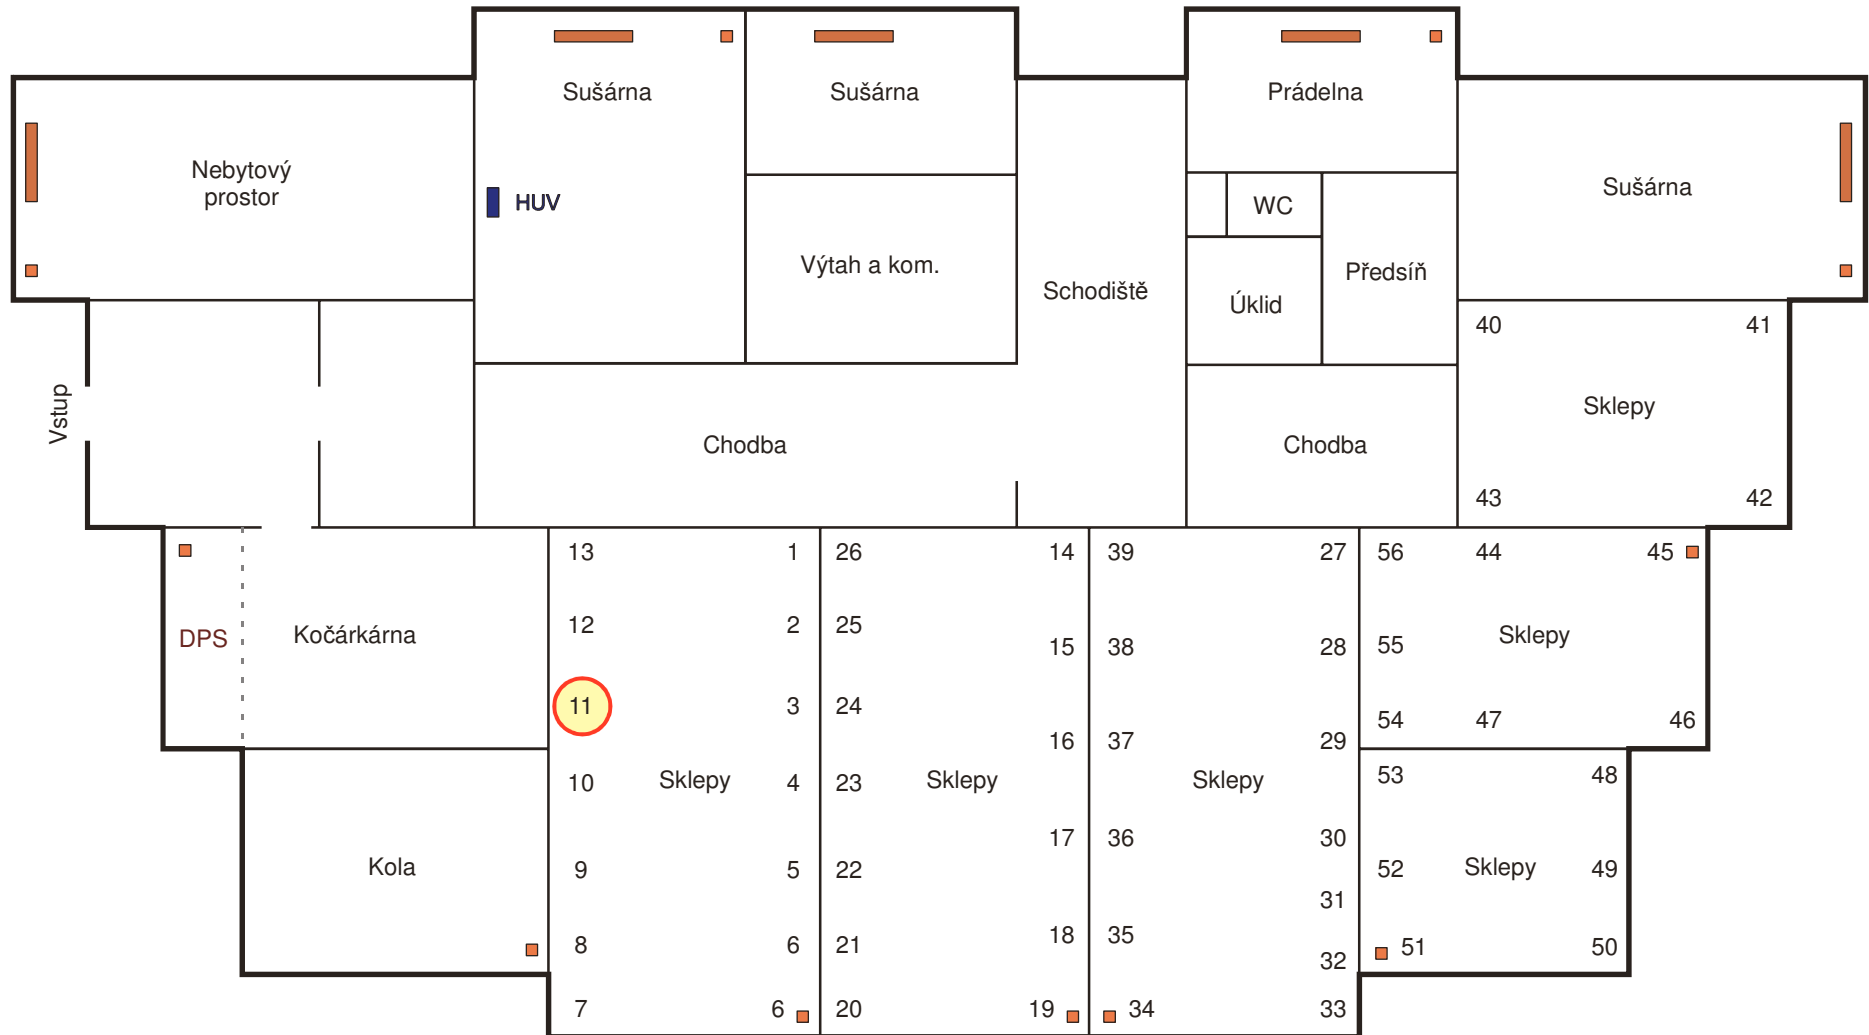 Sušárna
Sušárna
Prádelna
Nebytový
prostor
HUV
WC
Sušárna
Výtah a kom.
Předsíň
Schodiště
Úklid
40 41
Vstup
Sklepy
Chodba
Chodba
43 42
13 1 26 14 39 27 56 44 45
12 2 25
DPS
Kočárkárna
15 38 28 55 Sklepy
11 3 24
54 47 46
16 37 29
10 Sklepy 4 23 Sklepy Sklepy
53 48
17 36 30
Kola
9 5 22
52 Sklepy 49
31
18 35
8 6 21
51 50
32
7 6 20 19 34 33